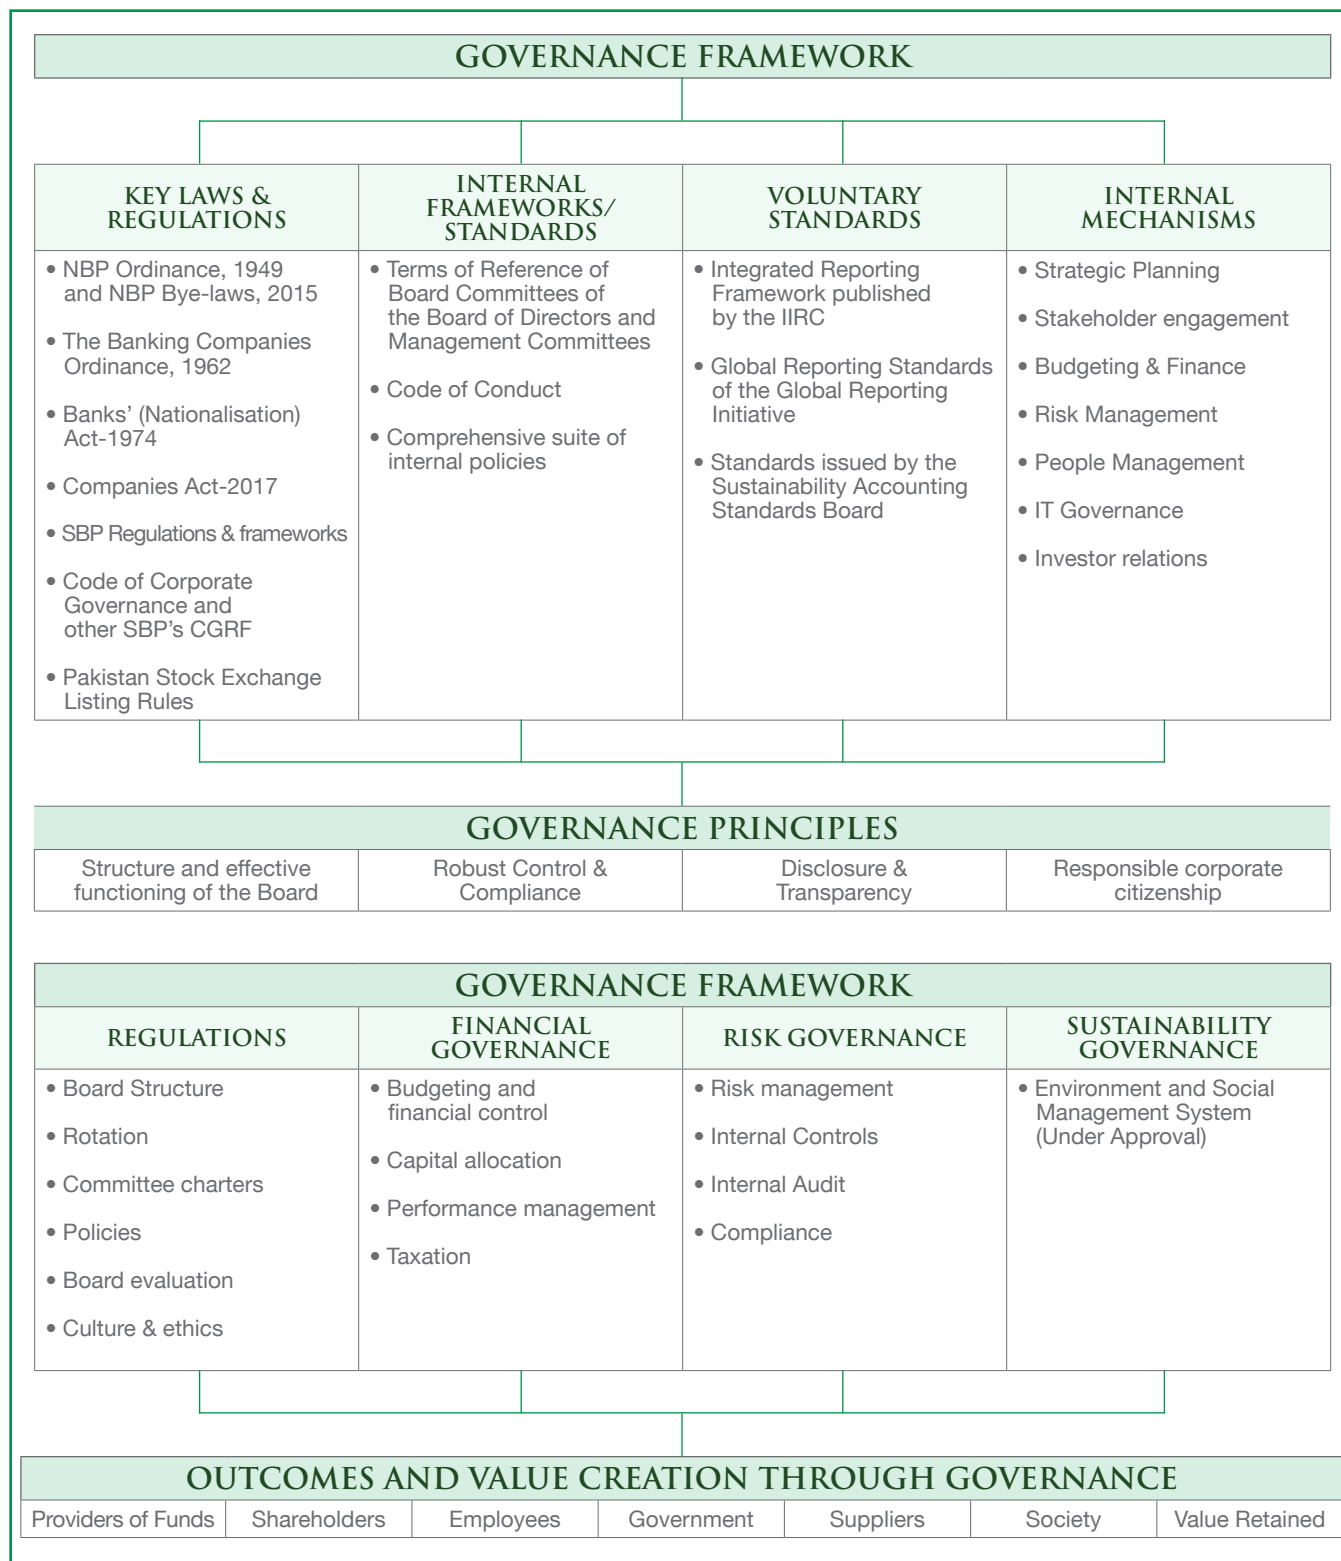 GOVERNANCE FRAMEWORK
KEY LAWS &
REGULATIONS
• NBP Ordinance, 1949
and NBP Bye-laws, 2015
• The Banking Companies
Ordinance, 1962
• Banks’ (Nationalisation)
Act-1974
• Companies Act-2017
• SBP Regulations & frameworks
• Code of Corporate
Governance and
other SBP’s CGRF
• Pakistan Stock Exchange
Listing Rules
INTERNAL
FRAMEWORKS/
STANDARDS
• Terms of Reference of
Board Committees of
the Board of Directors and
Management Committees
• Code of Conduct
• Comprehensive suite of
internal policies
VOLUNTARY
STANDARDS
• Integrated Reporting
Framework published
by the IIRC
• Global Reporting Standards
of the Global Reporting
Initiative
• Standards issued by the
Sustainability Accounting
Standards Board
INTERNAL
MECHANISMS
• Strategic Planning
• Stakeholder engagement
• Budgeting & Finance
• Risk Management
• People Management
• IT Governance
• Investor relations
GOVERNANCE PRINCIPLES
Structure and effective
functioning of the Board
Robust Control &
Compliance
Disclosure &
Transparency
Responsible corporate
citizenship
GOVERNANCE FRAMEWORK
REGULATIONS
• Board Structure
• Rotation
• Committee charters
• Policies
• Board evaluation
• Culture & ethics
FINANCIAL
GOVERNANCE
• Budgeting and
financial control
• Capital allocation
• Performance management
• Taxation
RISK GOVERNANCE
• Risk management
• Internal Controls
• Internal Audit
• Compliance
SUSTAINABILITY
GOVERNANCE
• Environment and Social
Management System
(Under Approval)
OUTCOMES AND VALUE CREATION THROUGH GOVERNANCE
Providers of Funds
Shareholders
Employees
Government
Suppliers
Society
Value Retained